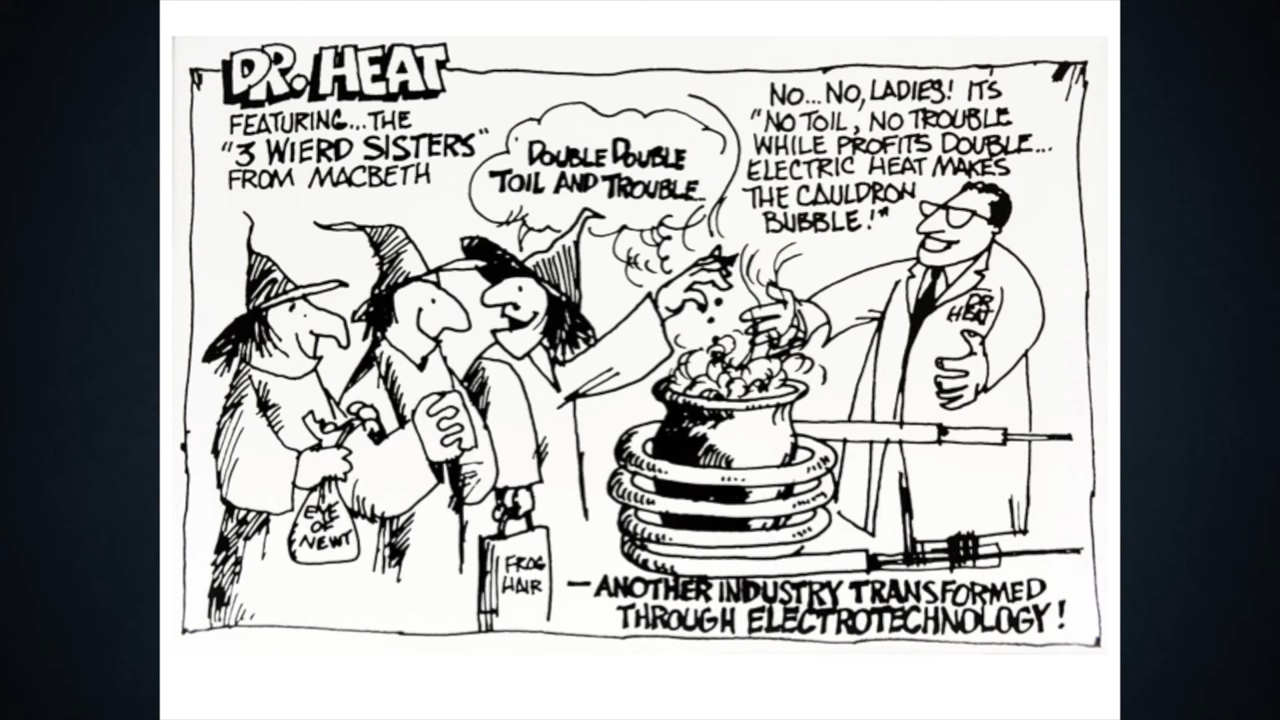 DR. HEAT
FEATURING...THE
"3 WIERD SISTERS"
FROM MACBETH
DOUBLE DOUBLE
TOIL AND TROUBLE
NO...NO, LADIES! IT'S
"NO TOIL, NO TROUBLE
WHILE PROFITS DOUBLE...
ELECTRIC HEAT MAKES
THE CAULDRON
BUBBLE!"
DR
HEAT
EYE
OF
NEWT
FROG
HAIR
—ANOTHER INDUSTRY TRANSFORMED
THROUGH ELECTROTECHNOLOGY!